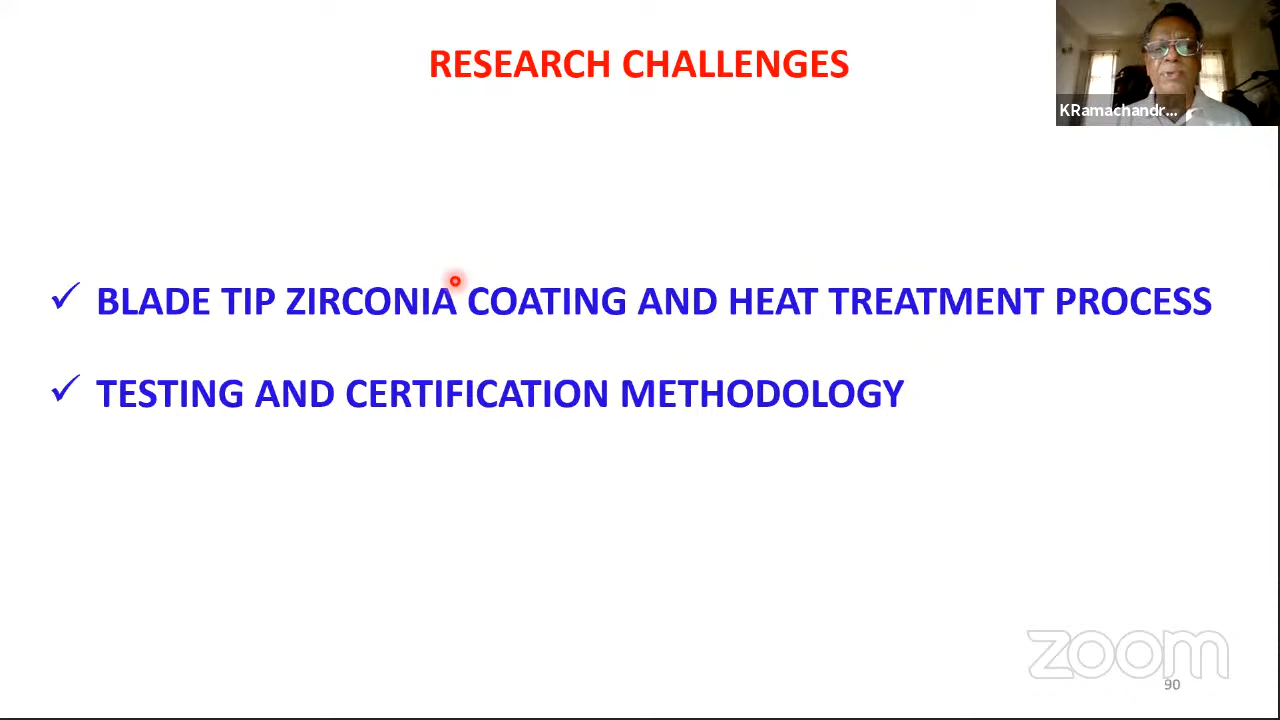 RESEARCH CHALLENGES
KRamachandr...
✓ BLADE TIP ZIRCONIA COATING AND HEAT TREATMENT PROCESS
✓ TESTING AND CERTIFICATION METHODOLOGY
zoom
90